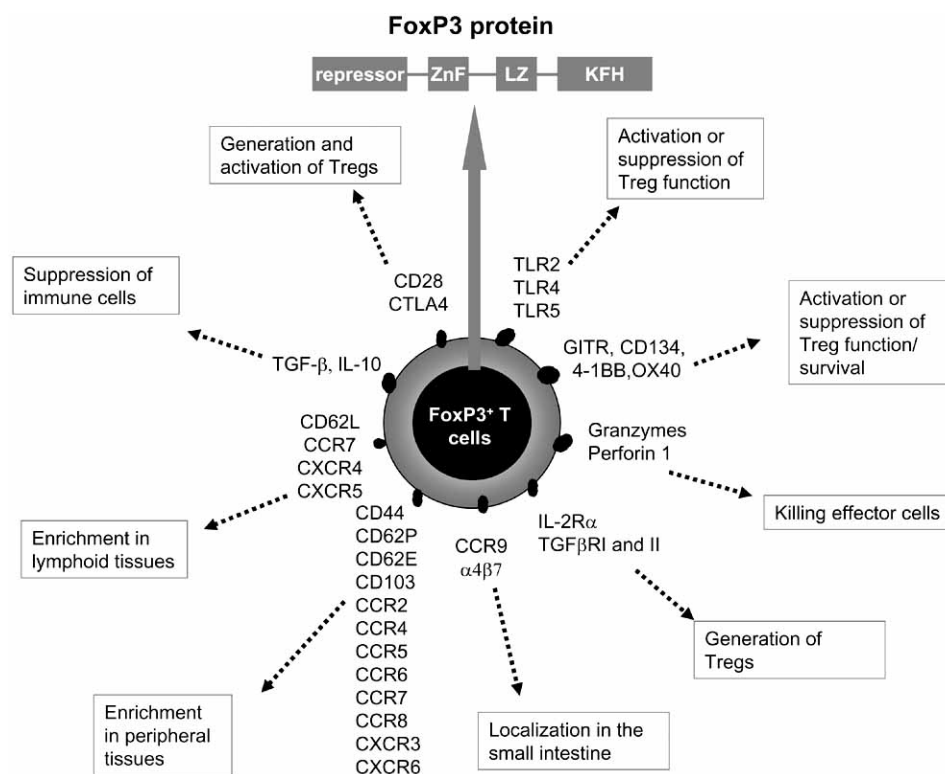 FoxP3 protein
repressor
ZnF
LZ
KFH
Generation and
activation of Tregs
Activation or
suppression of
Treg function
CD28
CTLA4
TLR2
TLR4
TLR5
Suppression of
immune cells
Activation or
suppression of
Treg function/
survival
TGF-β, IL-10
GITR, CD134,
4-1BB,OX40
FoxP3⁺ T
cells
CD62L
CCR7
CXCR4
CXCR5
Granzymes
Perforin 1
Killing effector cells
Enrichment in
lymphoid tissues
CD44
CD62P
CD62E
CD103
CCR2
CCR4
CCR5
CCR6
CCR7
CCR8
CXCR3
CXCR6
CCR9
α4β7
IL-2Rα
TGFβRI and II
Generation of
Tregs
Enrichment
in peripheral
tissues
Localization in the
small intestine